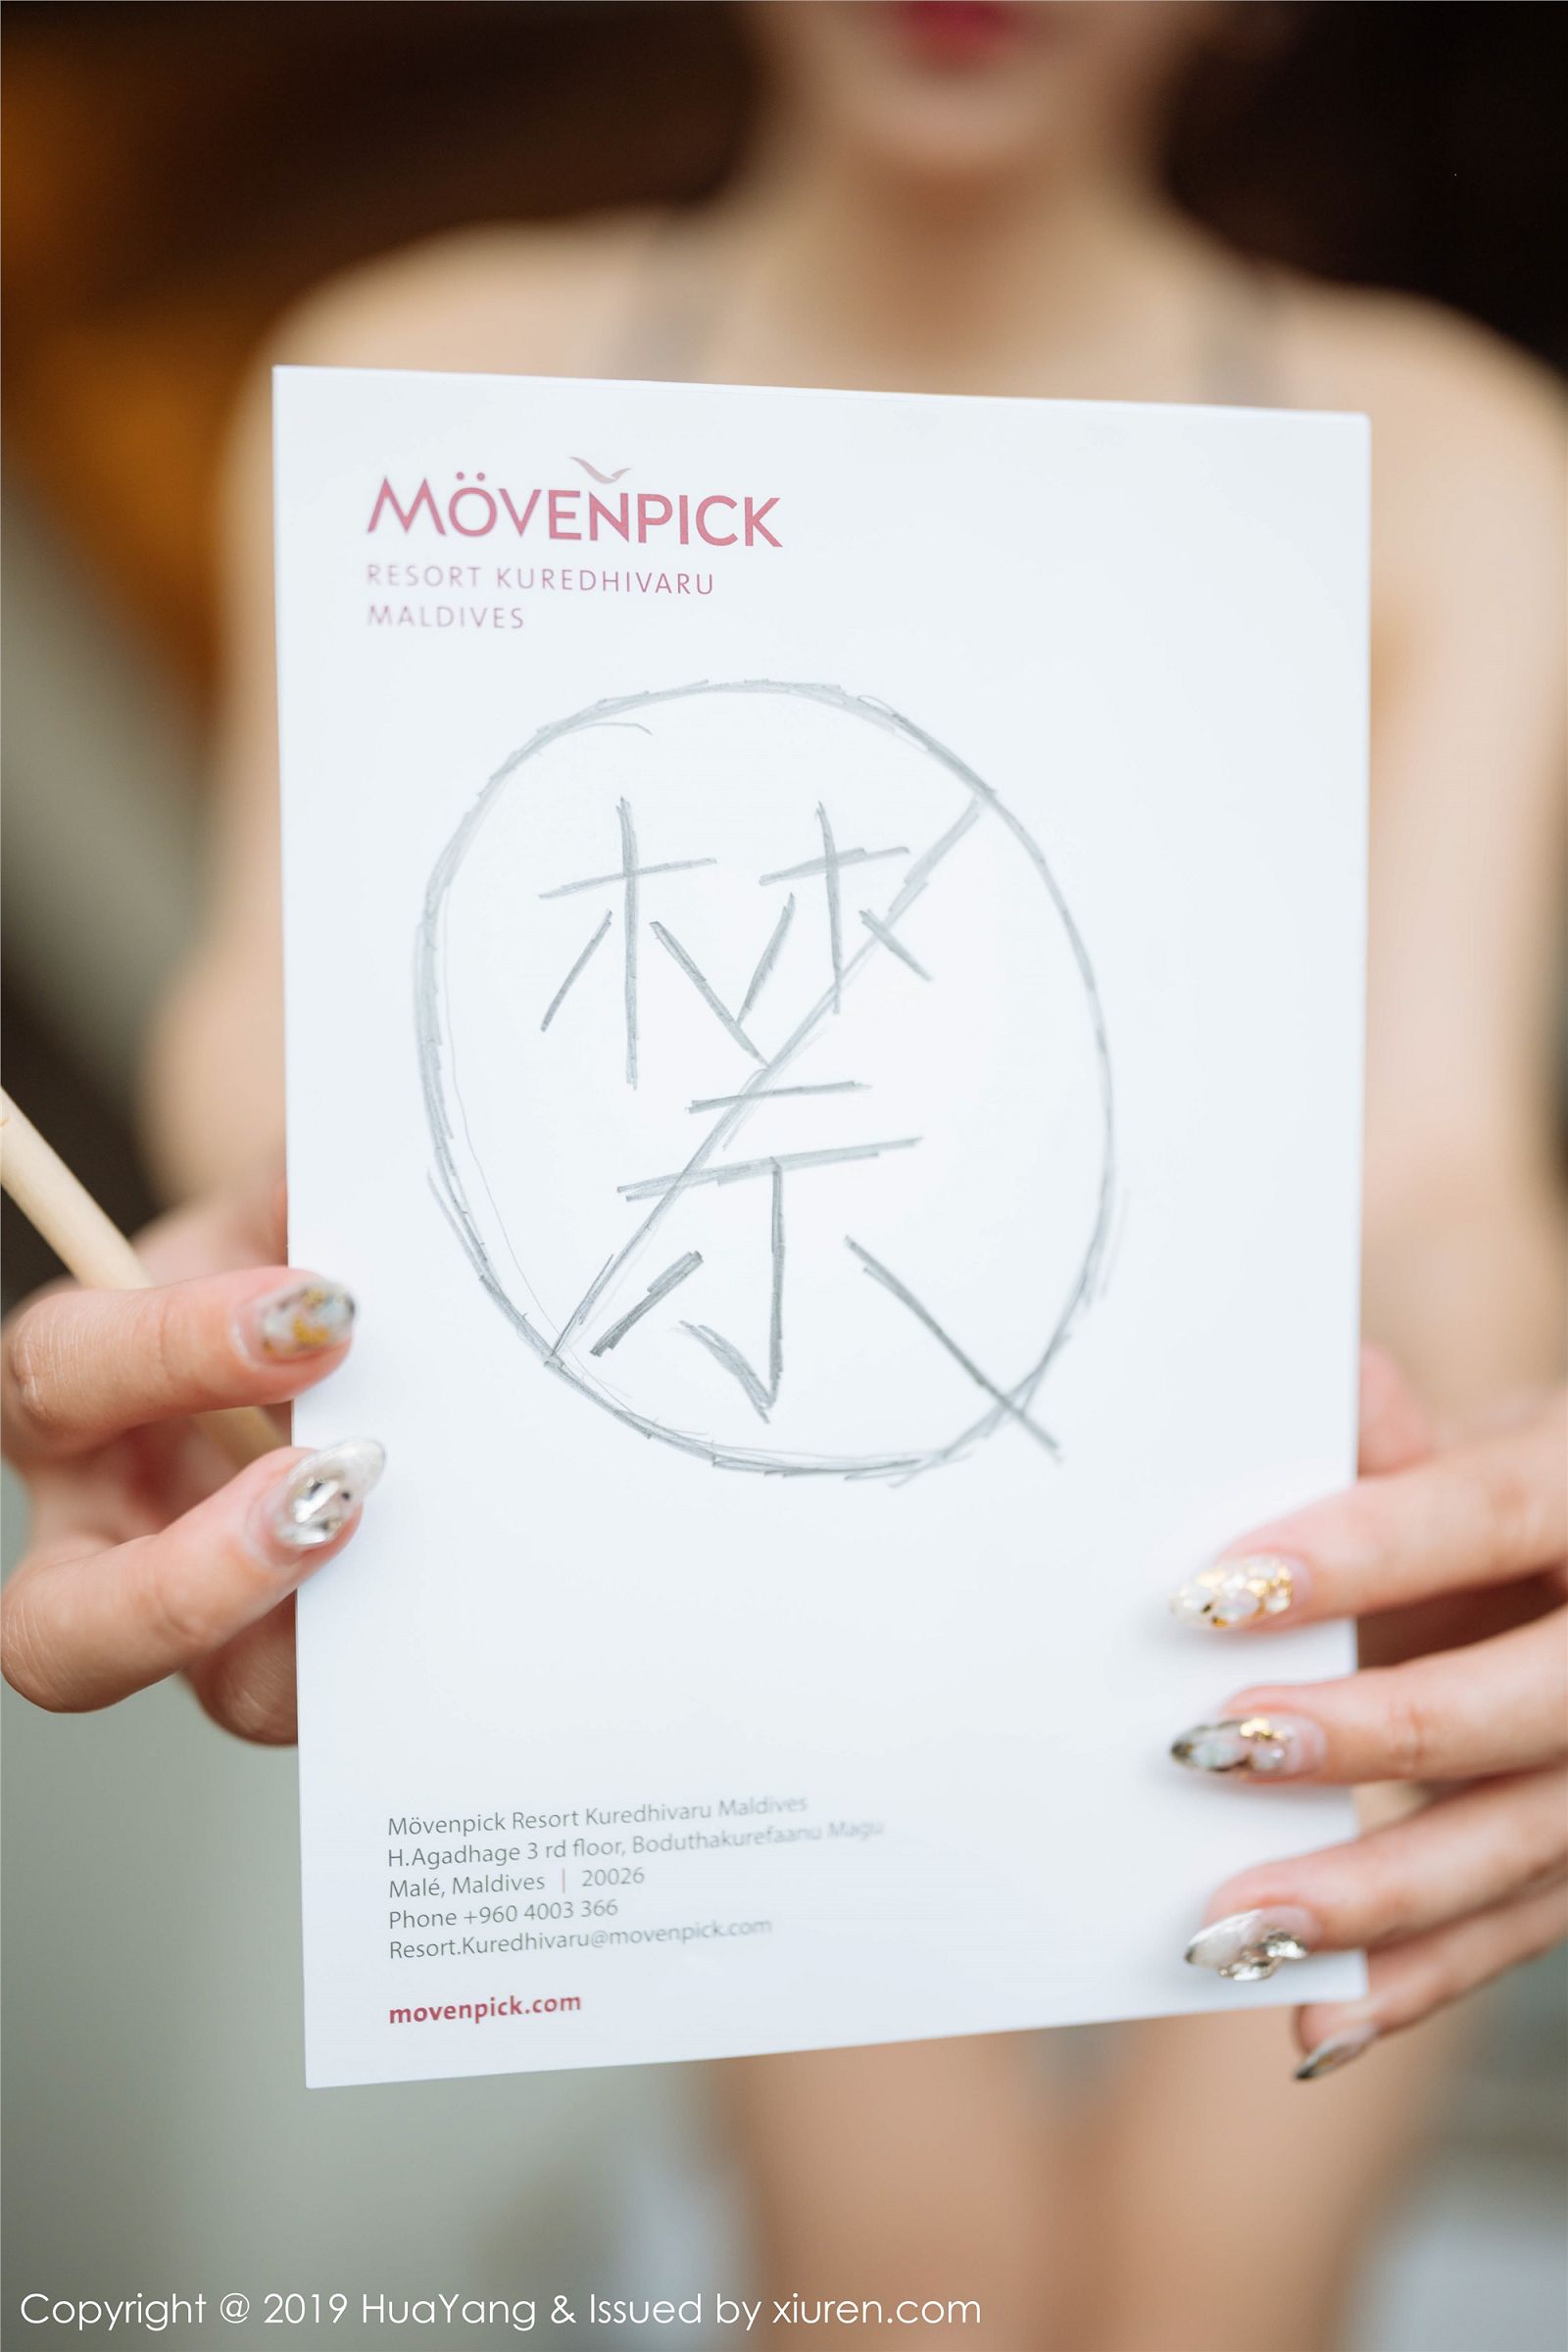 MÖVENPICK
RESORT KUREDHIVARU
MALDIVES
禁
Mövenpick Resort Kuredhivaru Maldives
H.Agadhage 3 rd floor, Boduthakurefaanu Magu
Malé, Maldives | 20026
Phone +960 4003 366
Resort.Kuredhivaru@movenpick.com
movenpick.com
Copyright @ 2019 HuaYang & Issued by xiuren.com